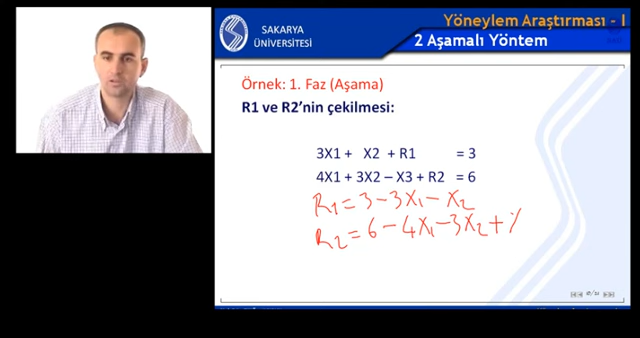 SAKARYA
ÜNİVERSİTESİ
Yöneylem Araştırması - I
2 Aşamalı Yöntem
Örnek: 1. Faz (Aşama)
R1 ve R2'nin çekilmesi:
3X1 + X2 + R1 = 3
4X1 + 3X2 – X3 + R2 = 6
R1 = 3 - 3X1 - X2
R2 = 6 - 4X1 - 3X2 +